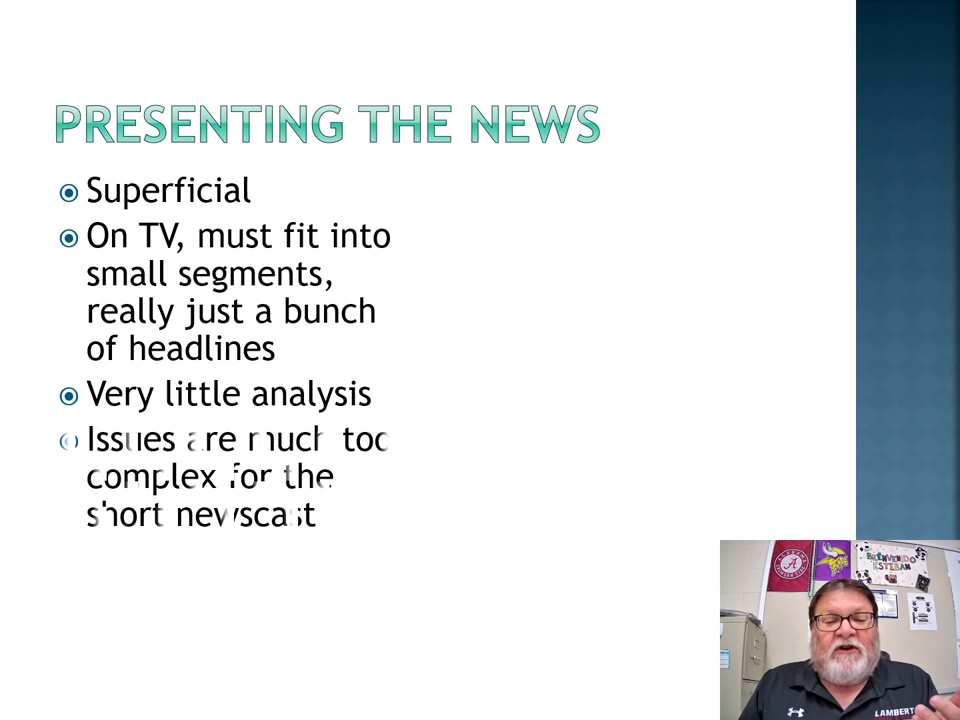 PRESENTING THE NEWS
Superficial
On TV, must fit into
small segments,
really just a bunch
of headlines
Very little analysis
Issues are much too
complex for the
short newscast
ALABAMA
A
BIENVENIDO
ESTEBAN
LAMBERT